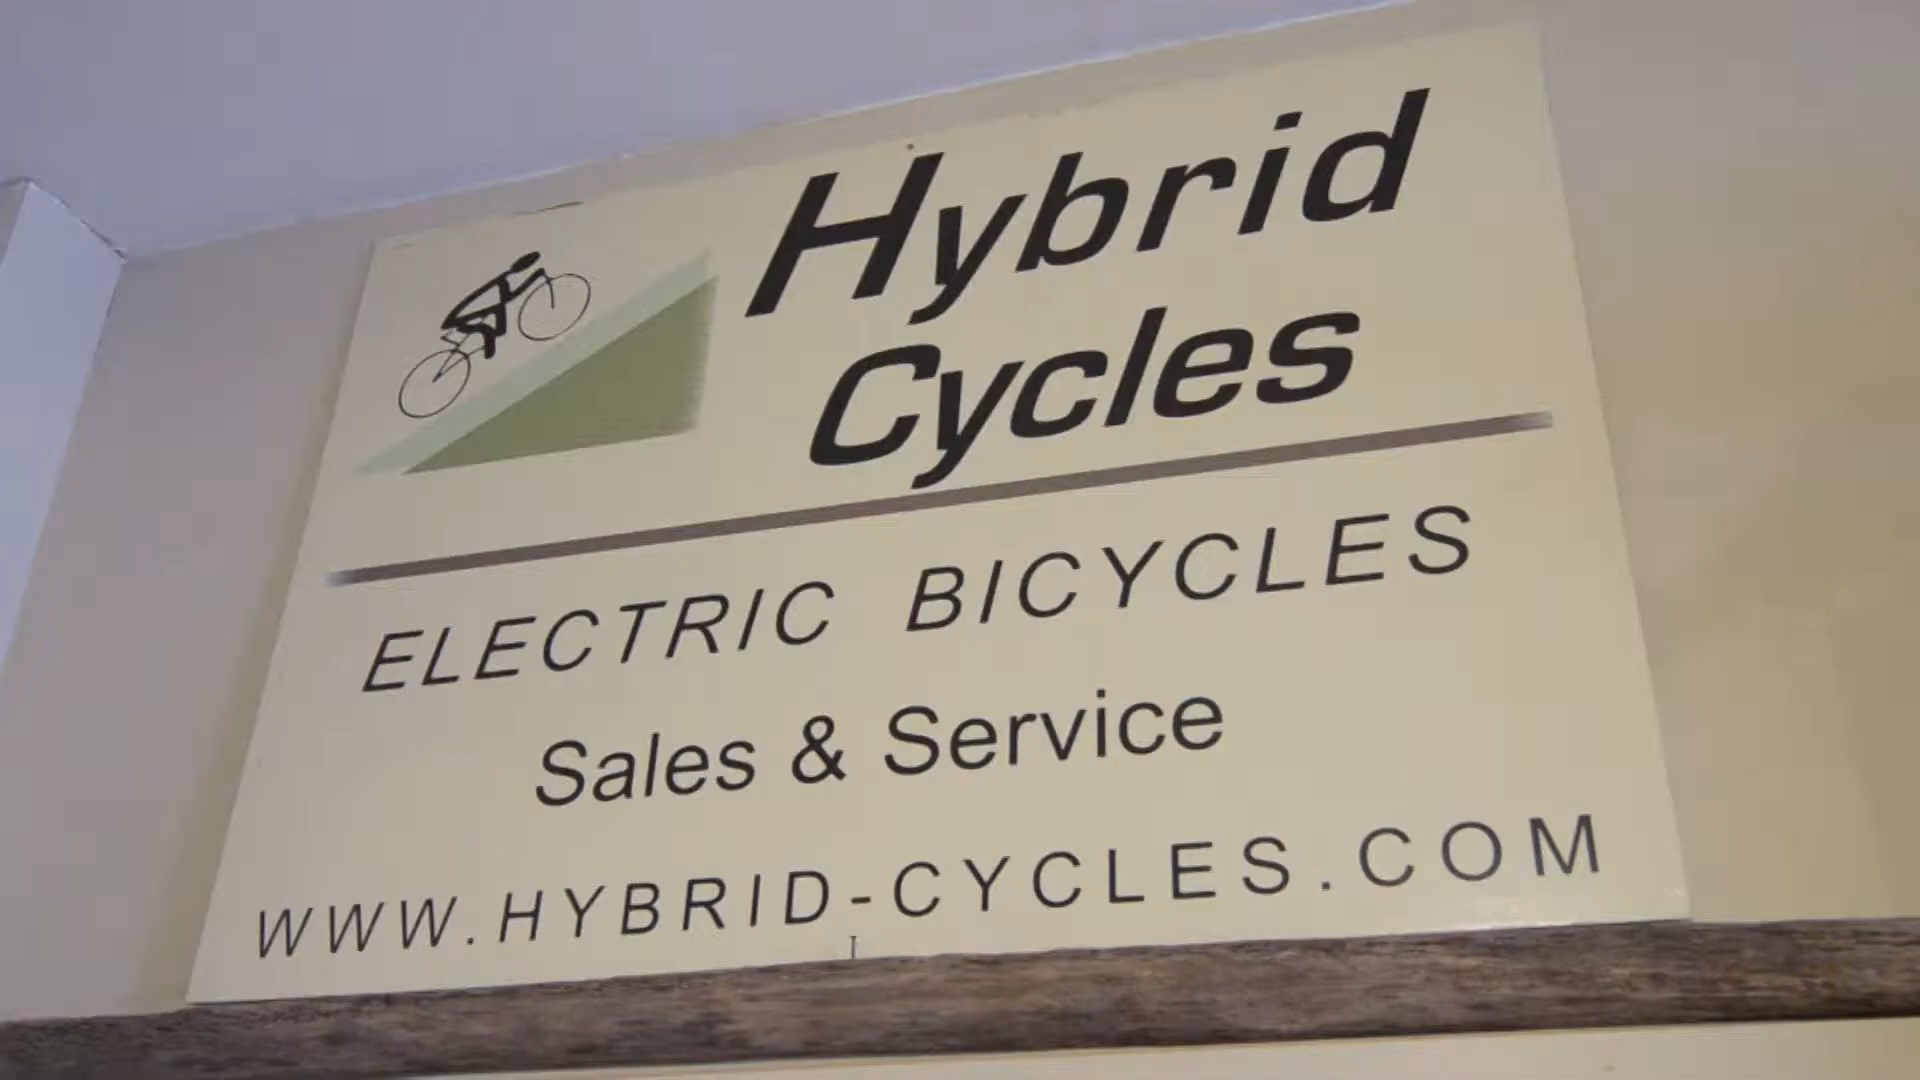 Hybrid
Cycles
ELECTRIC BICYCLES
Sales & Service
WWW.HYBRID-CYCLES.COM